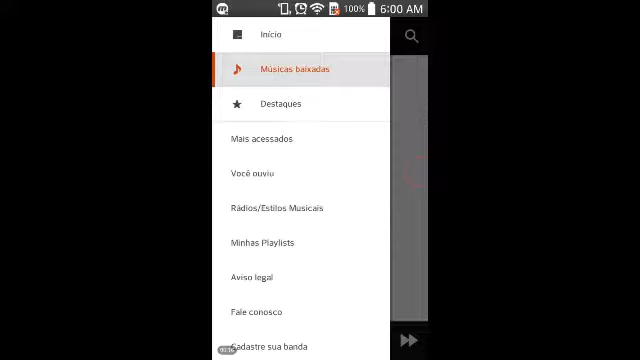 100% 6:00 AM
Início
Músicas baixadas
Destaques
Mais acessados
Você ouviu
Rádios/Estilos Musicais
Minhas Playlists
Aviso legal
Fale conosco
Cadastre sua banda